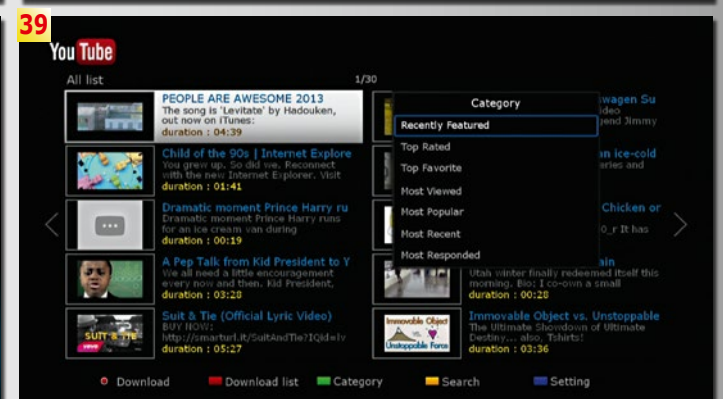 39
You Tube
All list
1/30
PEOPLE ARE AWESOME 2013
The song is 'Levitate' by Hadouken,
out now on iTunes:
duration : 04:39
Child of the 90s | Internet Explore
You grew up. So did we. Reconnect
with the new Internet Explorer. Visit
duration : 01:41
Dramatic moment Prince Harry ru
Dramatic moment Prince Harry runs
for an ice cream van during
duration : 00:19
A Pep Talk from Kid President to Y
We all need a little encouragement
every now and then. Kid President,
duration : 03:28
SUIT & TIE
vevo
Suit & Tie (Official Lyric Video)
BUY NOW:
http://smarturl.it/SuitAndTie?IQid=lv
duration : 05:27
Category
Recently Featured
Top Rated
Top Favorite
Most Viewed
Most Popular
Most Recent
Most Responded
wagen Su
ideo
gend Jimmy
an ice-cold
eries and
Chicken or
0_r It has
ain
Utah winter finally redeemed itself this
morning. Bio: I co-own a small
duration : 00:28
Immovable Object
Unstoppable Force
Immovable Object vs. Unstoppable
The Ultimate Showdown of Ultimate
Destiny... also, Tshirts!
duration : 03:36
Download
Download list
Category
Search
Setting